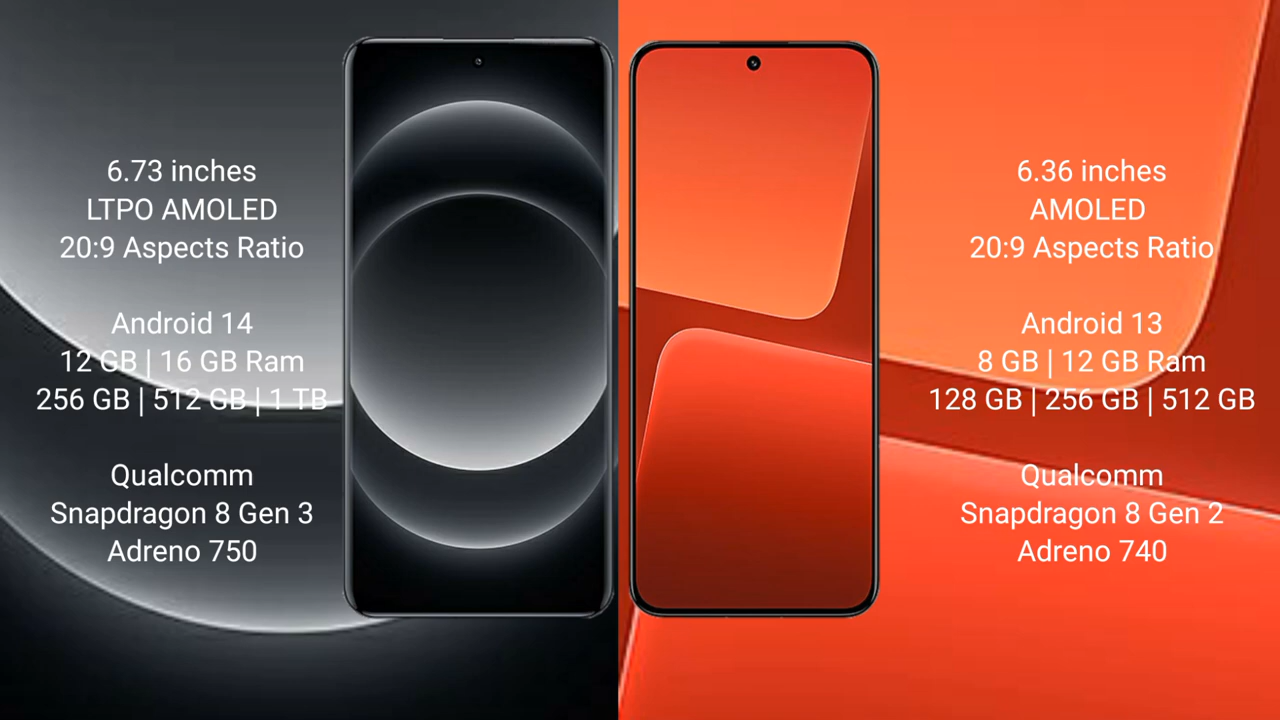 6.73 inches
LTPO AMOLED
20:9 Aspects Ratio
Android 14
12 GB | 16 GB Ram
256 GB | 512 GB | 1 TB
Qualcomm
Snapdragon 8 Gen 3
Adreno 750
6.36 inches
AMOLED
20:9 Aspects Ratio
Android 13
8 GB | 12 GB Ram
128 GB | 256 GB | 512 GB
Qualcomm
Snapdragon 8 Gen 2
Adreno 740